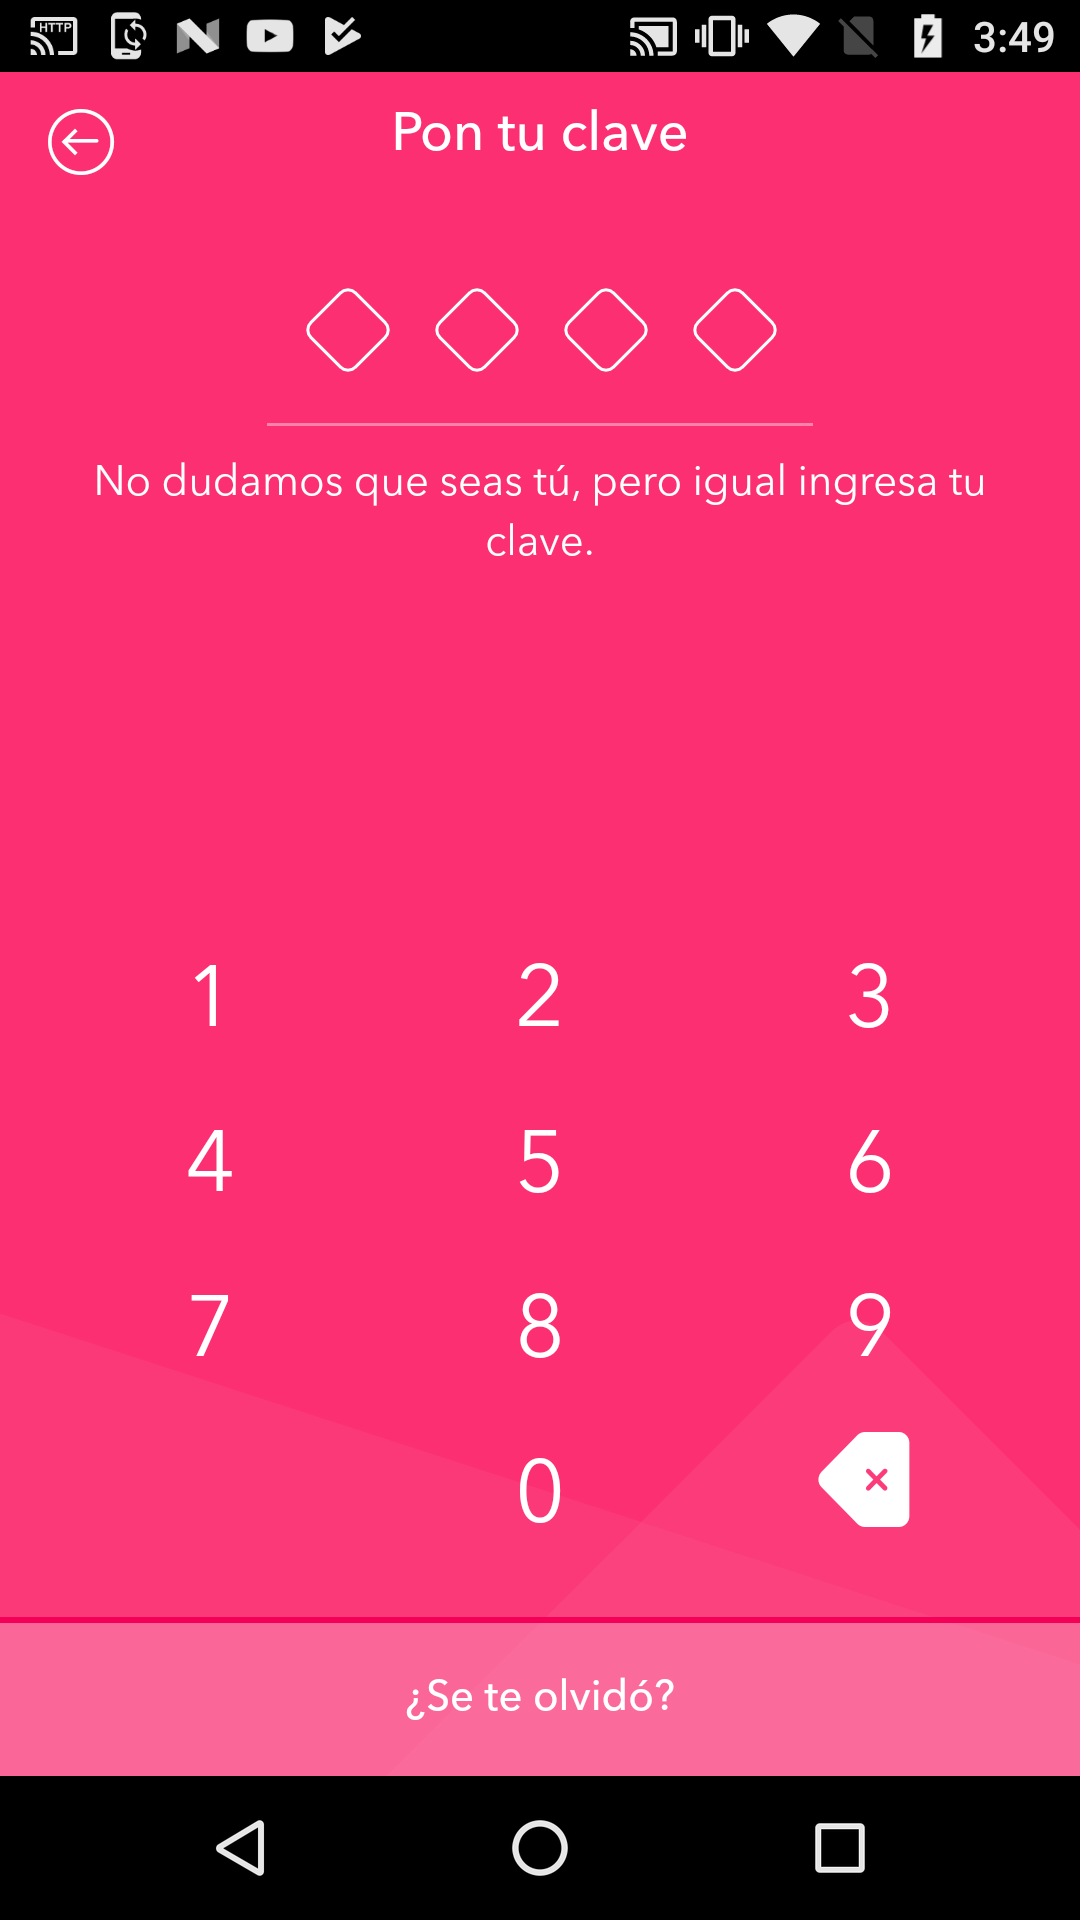 HTTP
3:49
Pon tu clave
No dudamos que seas tú, pero igual ingresa tu
clave.
1 2 3
4 5 6
7 8 9
0
¿Se te olvidó?